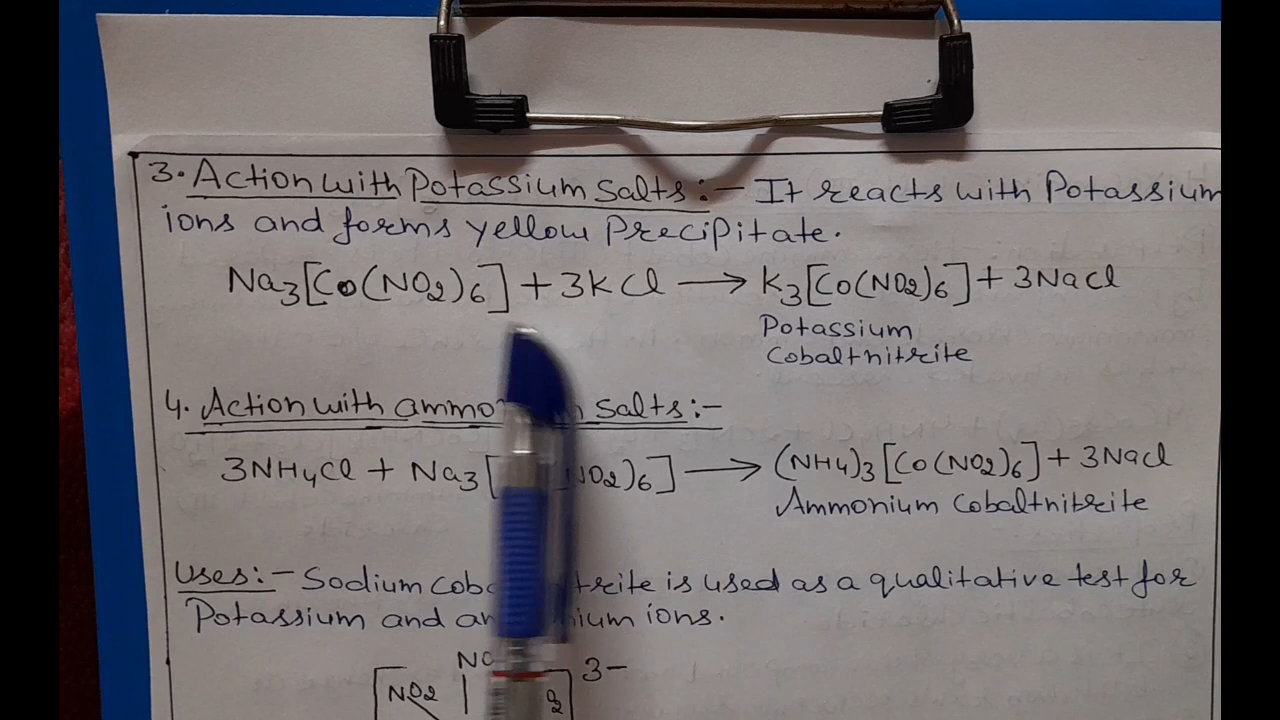 3. Action with Potassium Salts:- It reacts with Potassium
ions and forms yellow Precipitate.
Na3[Co(NO2)6] + 3KCl → K3[Co(NO2)6] + 3NaCl
Potassium
Cobaltnitrite
4. Action with ammo salts:-
3NH4Cl + Na3[ NO2)6] → (NH4)3[Co(NO2)6] + 3NaCl
Ammonium Cobaltnitrite
Uses:- Sodium cob trite is used as a qualitative test for
Potassium and am nium ions.
NO
3-
NO2